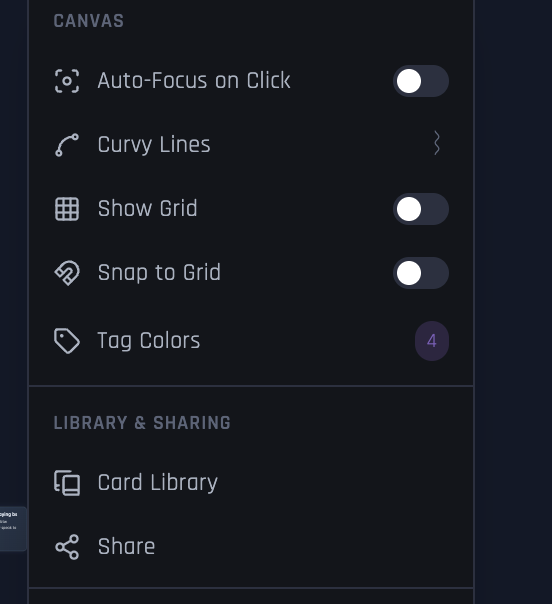 CANVAS
Auto-Focus on Click
Curvy Lines
Show Grid
Snap to Grid
Tag Colors
4
LIBRARY & SHARING
Card Library
Share